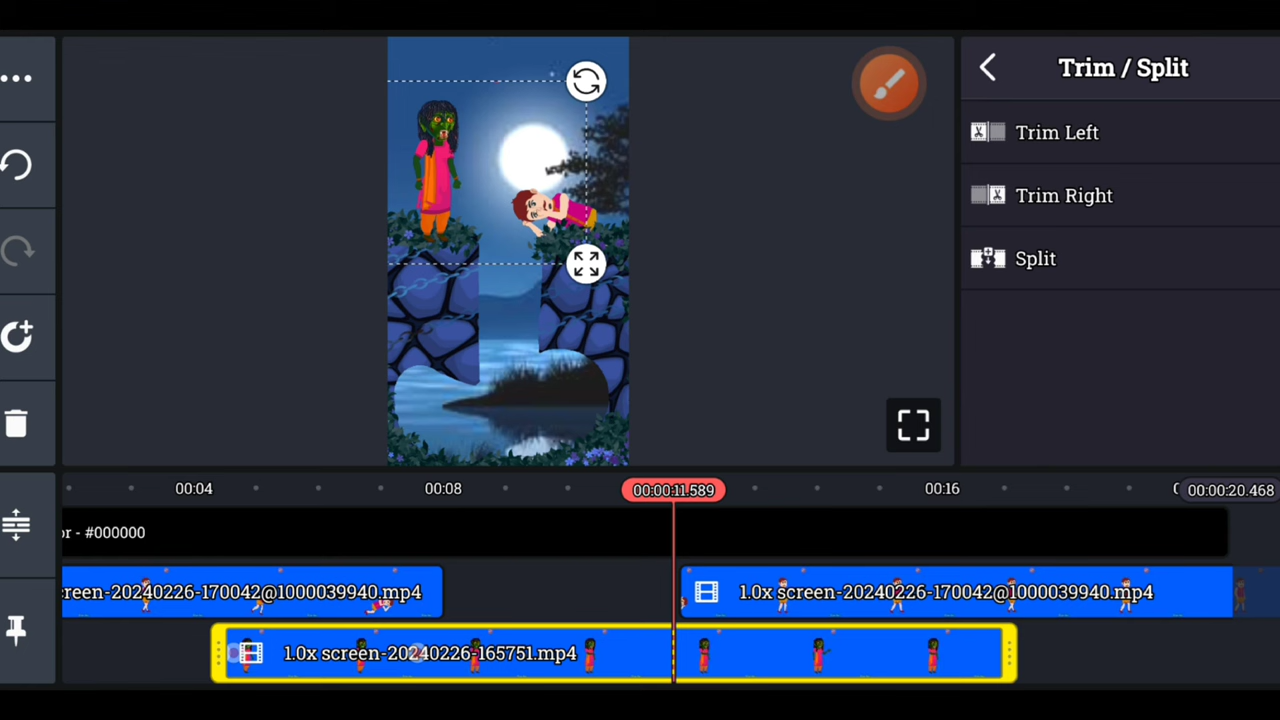 Trim / Split
Trim Left
Trim Right
Split
00:04
00:08
00:00:11.589
00:16
00:00:20.468
or - #000000
creen-20240226-170042@1000039940.mp4
1.0x screen-20240226-170042@1000039940.mp4
1.0x screen-20240226-165751.mp4